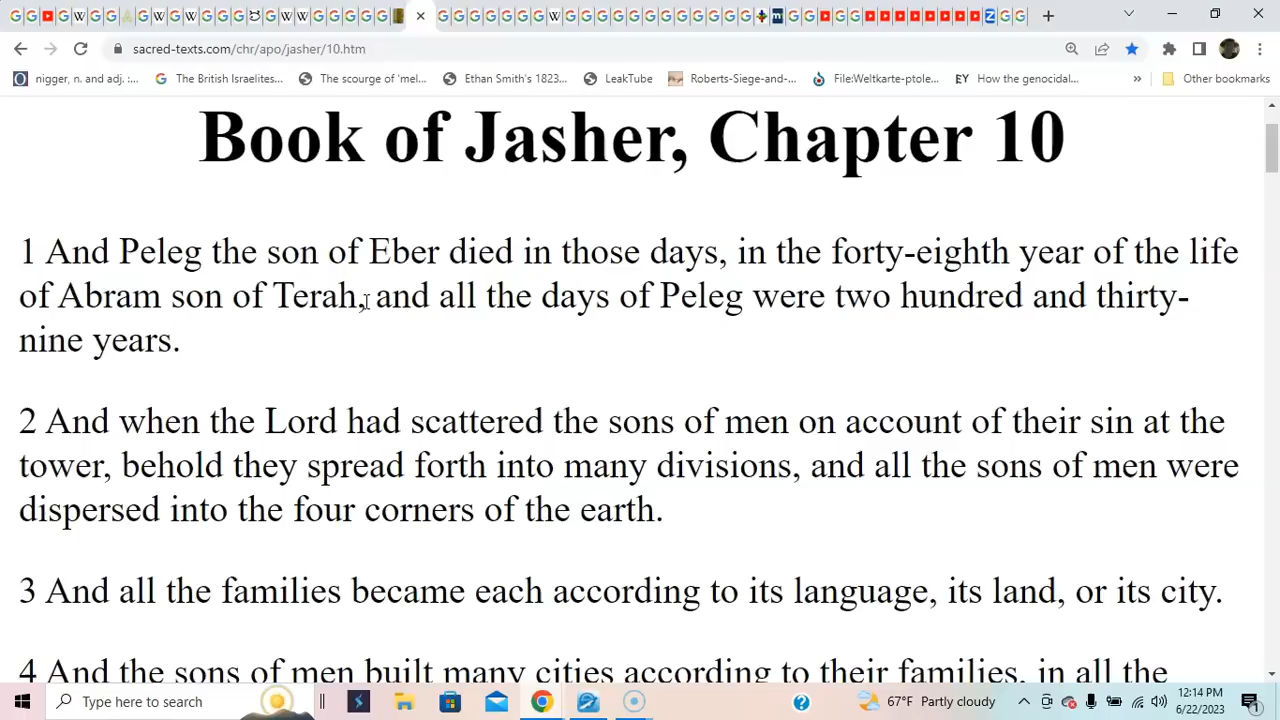 sacred-texts.com/chr/apo/jasher/10.htm
nigger, n. and adj. :...
The British Israelites...
The scourge of 'mel...
Ethan Smith's 1823...
LeakTube
Roberts-Siege-and-...
File:Weltkarte-ptole...
EY How the genocidal...
»
Other bookmarks
Book of Jasher, Chapter 10
1 And Peleg the son of Eber died in those days, in the forty-eighth year of the life
of Abram son of Terah, and all the days of Peleg were two hundred and thirty-
nine years.
2 And when the Lord had scattered the sons of men on account of their sin at the
tower, behold they spread forth into many divisions, and all the sons of men were
dispersed into the four corners of the earth.
3 And all the families became each according to its language, its land, or its city.
4 And the sons of men built many cities according to their families, in all the
Type here to search
67°F Partly cloudy
12:14 PM
6/22/2023